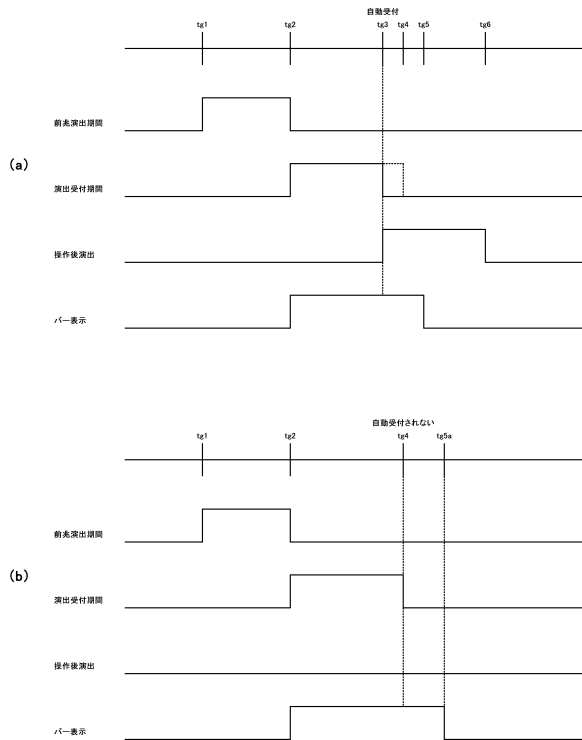 自動受付
tg1 tg2 tg3 tg4 tg5 tg6
前兆演出期間
(a)
演出受付期間
操作後演出
バー表示
自動受付されない
tg1 tg2 tg4 tg5a
前兆演出期間
(b)
演出受付期間
操作後演出
バー表示